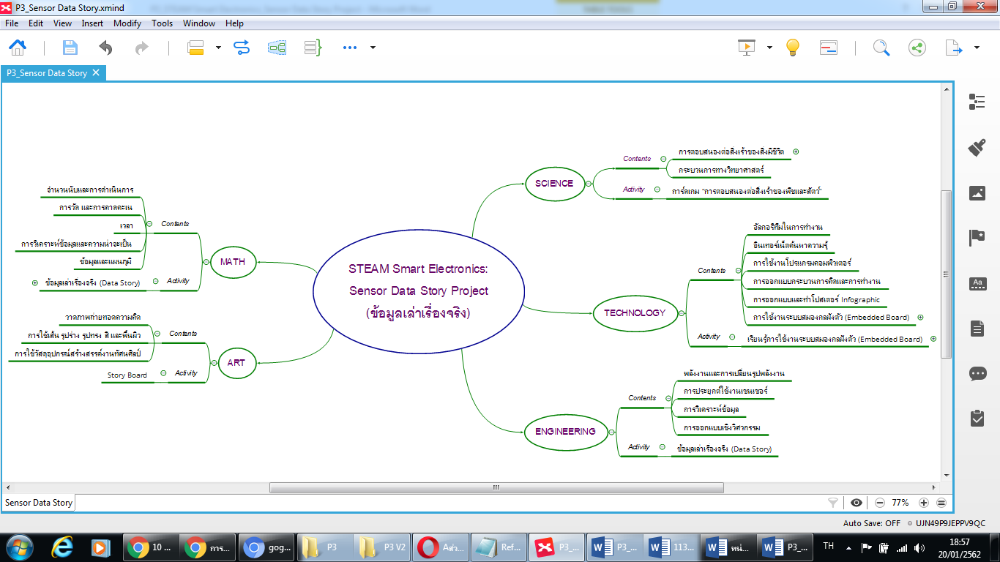 P3_Sensor Data Story.xmind
File Edit View Insert Modify Tools Window Help
P3_Sensor Data Story
STEAM Smart Electronics:
Sensor Data Story Project
(ข้อมูลเล่าเรื่องจริง)
SCIENCE
Contents
การตอบสนองต่อสิ่งเร้าของสิ่งมีชีวิต
กระบวนการทางวิทยาศาสตร์
Activity
การ์ดเกม "การตอบสนองต่อสิ่งเร้าของพืชและสัตว์"
TECHNOLOGY
Contents
อัลกอริทึมในการทำงาน
อินเทอร์เน็ตค้นหาความรู้
การใช้งานโปรแกรมคอมพิวเตอร์
การออกแบบกระบวนการคิดและการทำงาน
การออกแบบและทำโปสเตอร์ Infographic
การใช้งานระบบสมองกลฝังตัว (Embedded Board)
Activity
เรียนรู้การใช้งานระบบสมองกลฝังตัว (Embedded Board)
ENGINEERING
Contents
พลังงานและการเปลี่ยนรูปพลังงาน
การประยุกต์ใช้งานเซนเซอร์
การวิเคราะห์ข้อมูล
การออกแบบเชิงวิศวกรรม
Activity
ข้อมูลเล่าเรื่องจริง (Data Story)
MATH
Contents
จำนวนนับและการดำเนินการ
การวัด และการคาดคะเน
เวลา
การวิเคราะห์ข้อมูลและความน่าจะเป็น
ข้อมูลและแผนภูมิ
Activity
ข้อมูลเล่าเรื่องจริง (Data Story)
ART
Contents
วาดภาพถ่ายทอดความคิด
การใช้เส้น รูปร่าง รูปทรง สี และพื้นผิว
การใช้วัสดุอุปกรณ์สร้างสรรค์งานทัศนศิลป์
Activity
Story Board
Sensor Data Story
77%
Auto Save: OFF UJN49P9JEPPV9QC
10 ... การ... gog... P3 P3 V2 Aส่ว... Ref... P3_... P3_... 113... หน่... P3_...
TH
18:57
20/01/2562